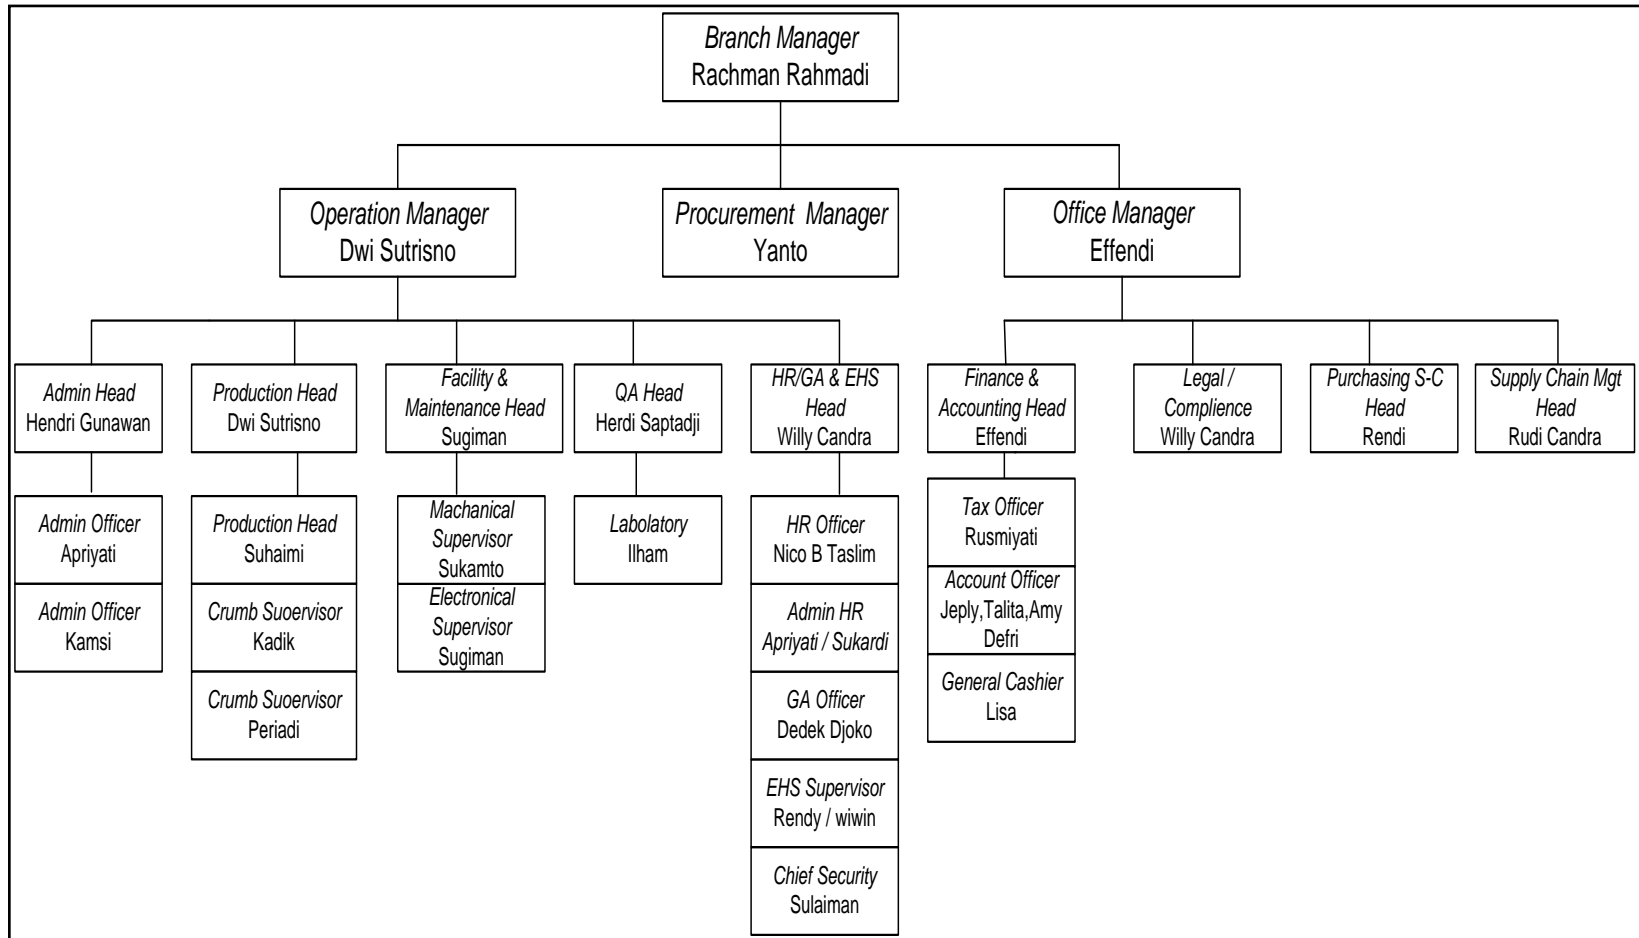 Branch Manager
Rachman Rahmadi
Operation Manager
Dwi Sutrisno
Procurement Manager
Yanto
Office Manager
Effendi
Admin Head
Hendri Gunawan
Production Head
Dwi Sutrisno
Facility &
Maintenance Head
Sugiman
QA Head
Herdi Saptadji
HR/GA & EHS
Head
Willy Candra
Finance &
Accounting Head
Effendi
Legal /
Complience
Willy Candra
Purchasing S-C
Head
Rendi
Supply Chain Mgt
Head
Rudi Candra
Admin Officer
Apriyati
Admin Officer
Kamsi
Production Head
Suhaimi
Crumb Suoervisor
Kadik
Crumb Suoervisor
Periadi
Machanical
Supervisor
Sukamto
Electronical
Supervisor
Sugiman
Labolatory
Ilham
HR Officer
Nico B Taslim
Admin HR
Apriyati / Sukardi
GA Officer
Dedek Djoko
EHS Supervisor
Rendy / wiwin
Chief Security
Sulaiman
Tax Officer
Rusmiyati
Account Officer
Jeply,Talita,Amy
Defri
General Cashier
Lisa